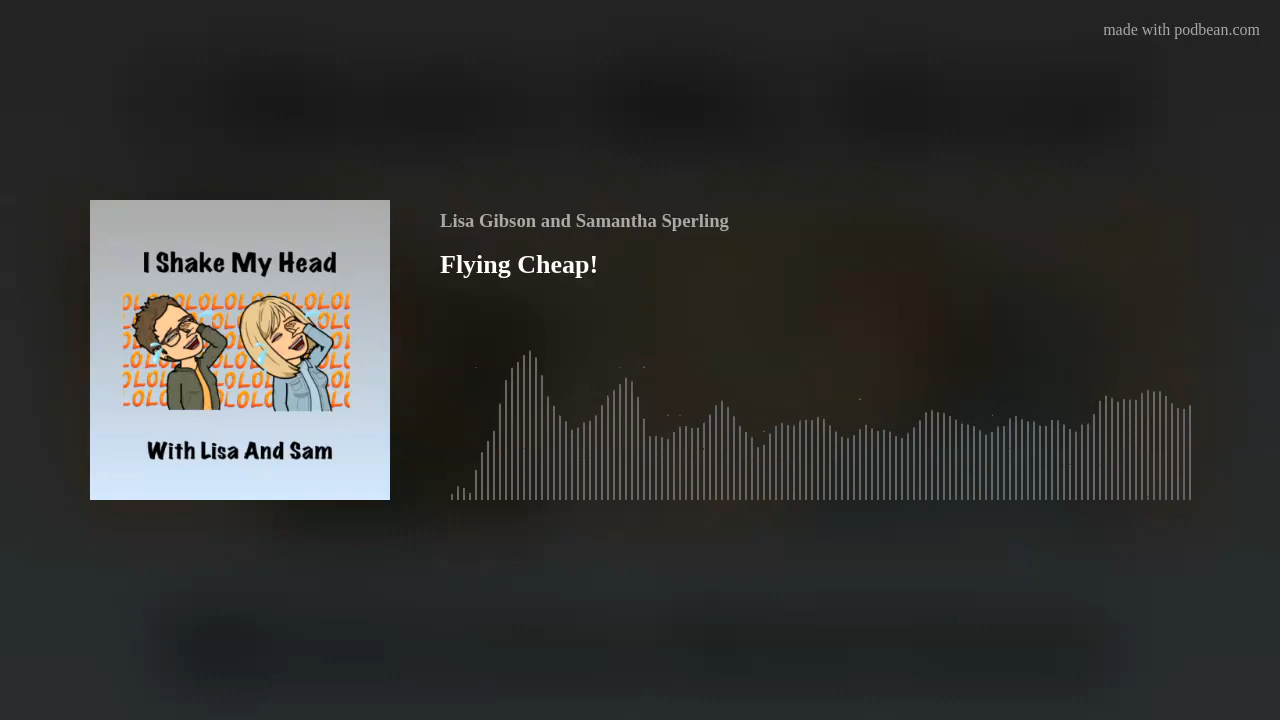 made with podbean.com
I Shake My Head
With Lisa And Sam
Lisa Gibson and Samantha Sperling
Flying Cheap!